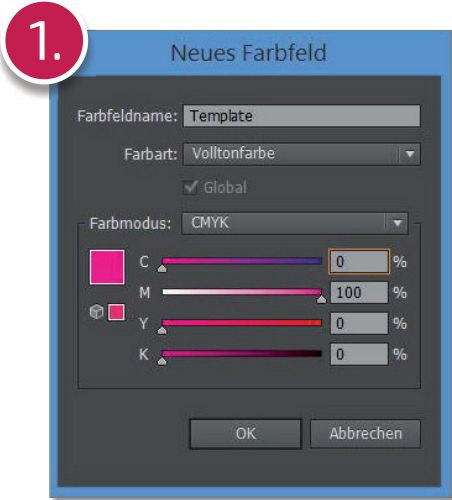 1.
Neues Farbfeld
Farbfeldname: Template
Farbart: Volltonfarbe
Global
Farbmodus: CMYK
C 0 %
M 100 %
Y 0 %
K 0 %
OK Abbrechen